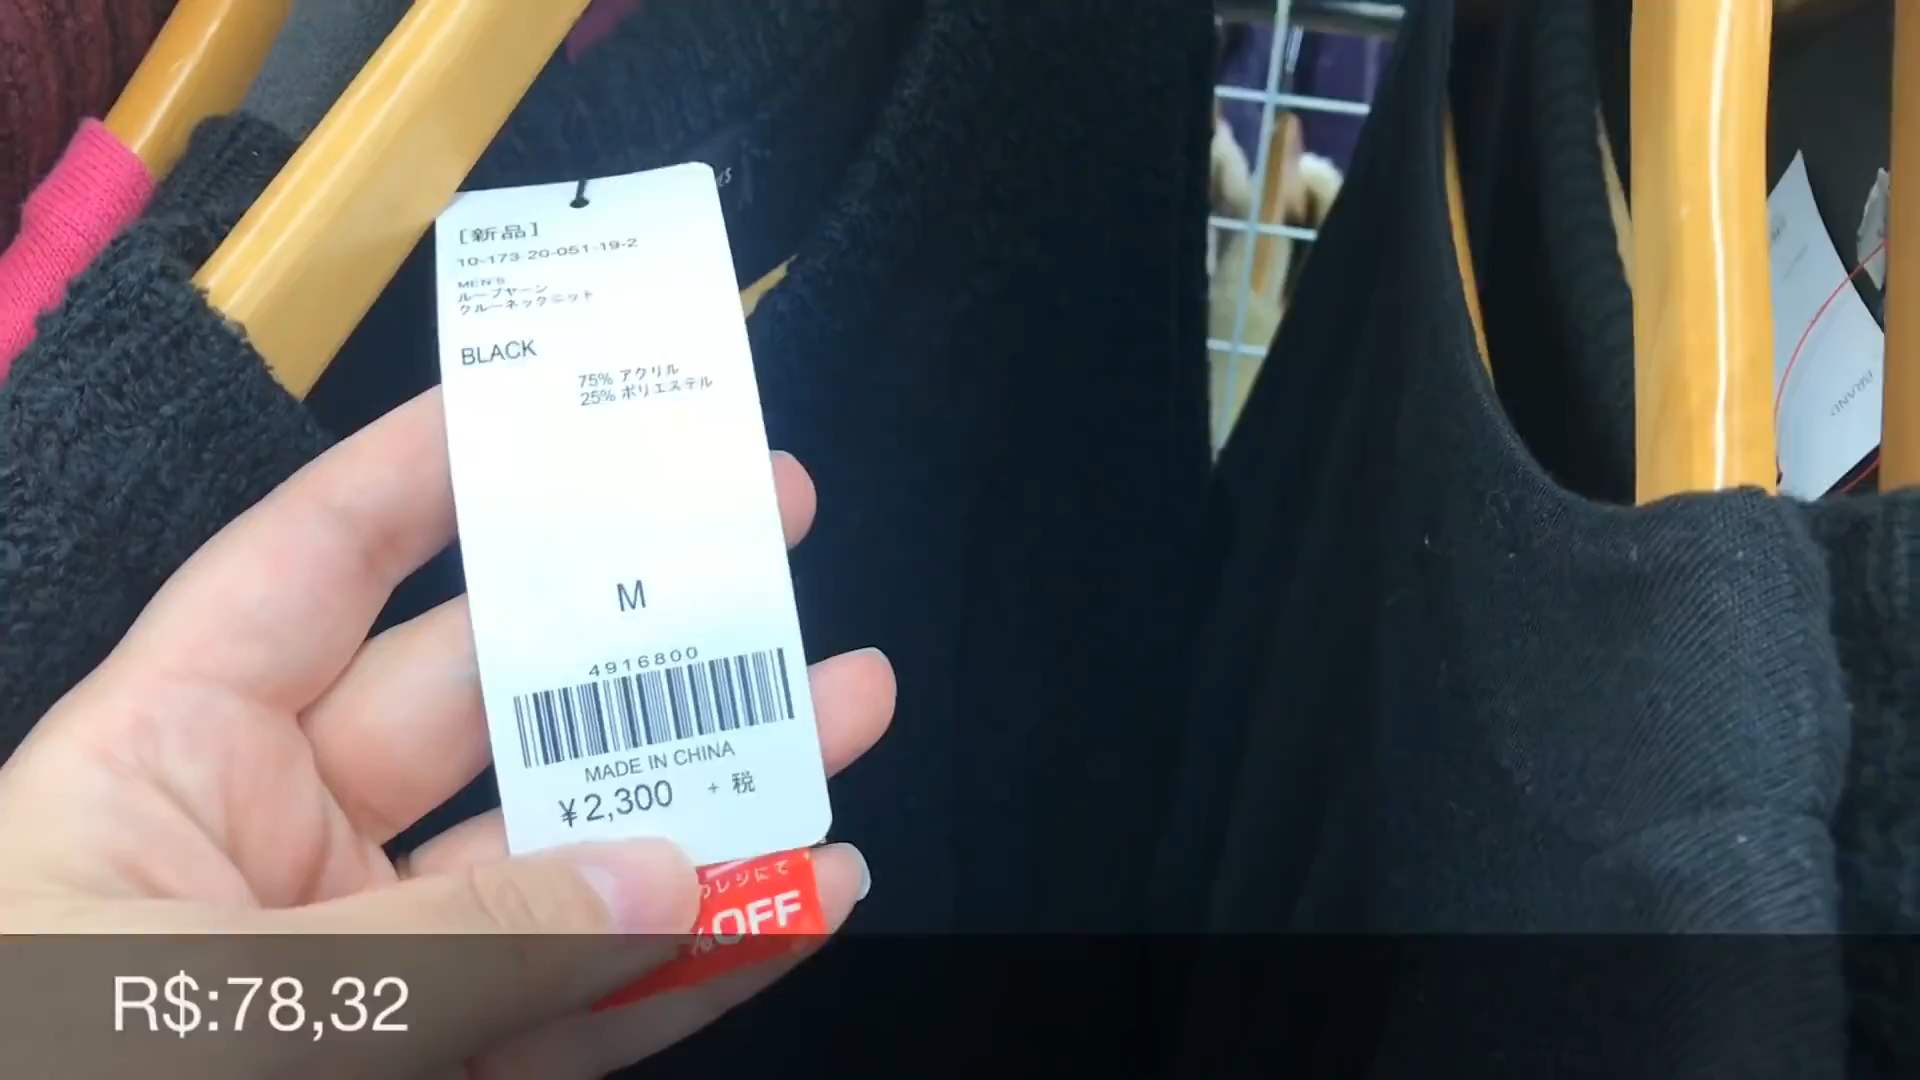 [新品]
10-173-20-051-19-2
MEN'S
ループヤーン
クルーネックニット
BLACK
75% アクリル
25% ポリエステル
M
4916800
MADE IN CHINA
¥2,300 + 税
レジにて
%OFF
BRAND
R$:78,32